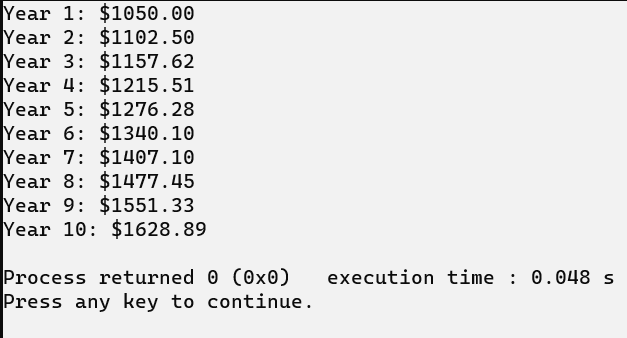 Year 1: $1050.00
Year 2: $1102.50
Year 3: $1157.62
Year 4: $1215.51
Year 5: $1276.28
Year 6: $1340.10
Year 7: $1407.10
Year 8: $1477.45
Year 9: $1551.33
Year 10: $1628.89

Process returned 0 (0x0)   execution time : 0.048 s
Press any key to continue.